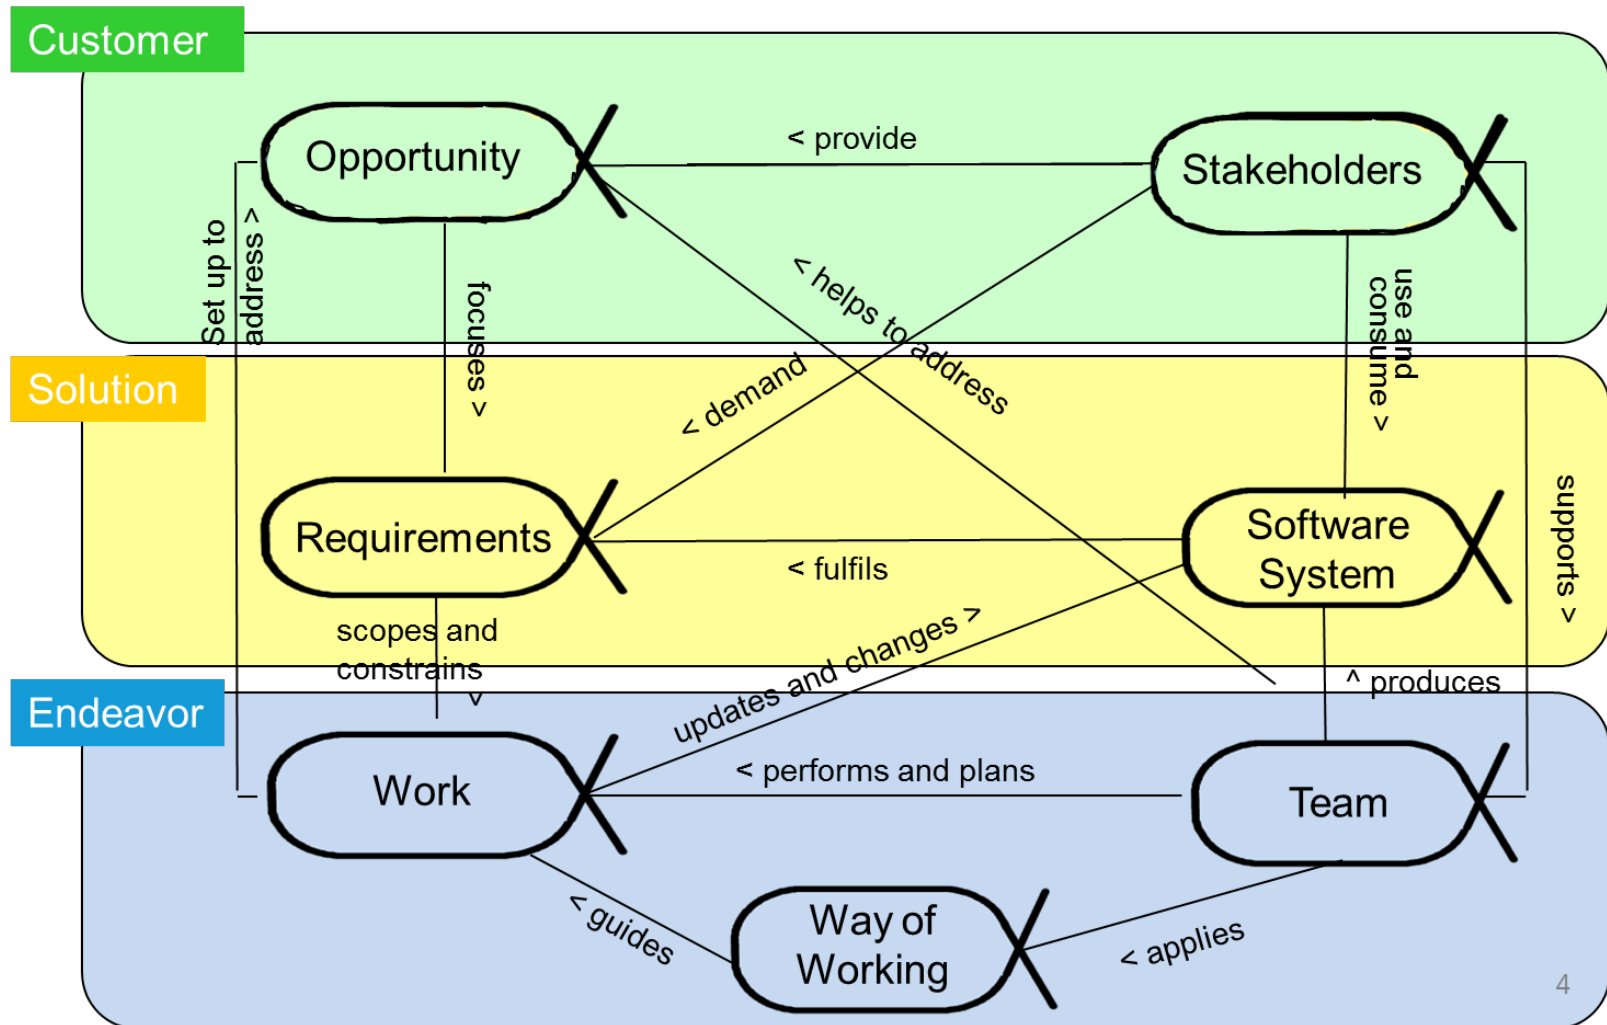 Customer
Opportunity
< provide
Stakeholders
Set up to
address >
focuses >
< helps to address
< demand
use and
consume >
Solution
Requirements
< fulfils
Software
System
supports >
scopes and
constrains
>
updates and changes >
^ produces
Endeavor
Work
< performs and plans
Team
< guides
Way of
Working
< applies
4